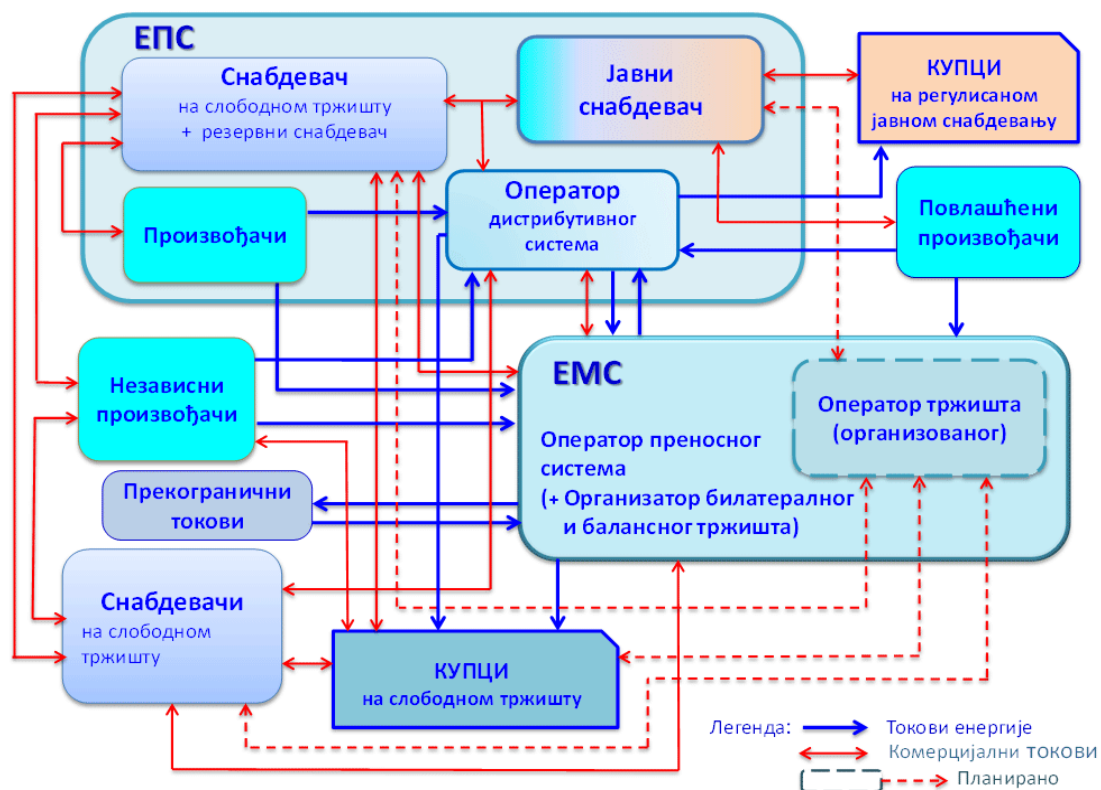 ЕПС
Снабдевач
на слободном тржишту
+ резервни снабдевач
Јавни
снабдевач
КУПЦИ
на регулисаном
јавном снабдевању
Произвођачи
Оператор
дистрибутивног
система
Повлашћени
произвођачи
Независни
произвођачи
ЕМС
Оператор преносног
система
(+ Организатор билатералног
и балансног тржишта)
Оператор тржишта
(организованог)
Прекогранични
токови
Снабдевачи
на слободном
тржишту
КУПЦИ
на слободном тржишту
Легенда:
Токови енергије
Комерцијални токови
Планирано